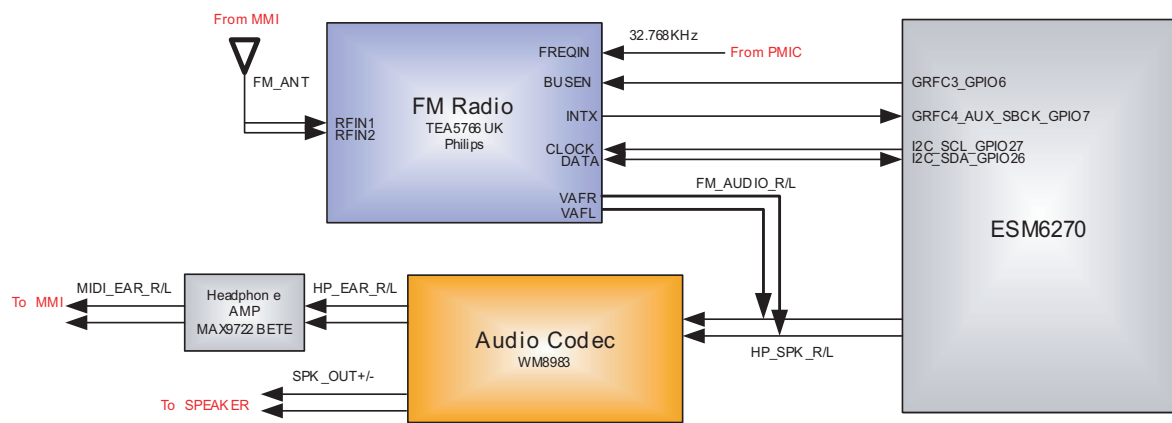 From MMI
FM_ANT
RFIN1
RFIN2
FM Radio
TEA5766 UK
Philips
FREQIN
BUSEN
INTX
CLOCK
DATA
VAFR
VAFL
32.768KHz
From PMIC
GRFC3_GPIO6
GRFC4_AUX_SBCK_GPIO7
I2C_SCL_GPIO27
I2C_SDA_GPIO26
FM_AUDIO_R/L
ESM6270
To MMI
MIDI_EAR_R/L
Headphon e
AMP
MAX9722 BETE
HP_EAR_R/L
Audio Codec
WM8983
HP_SPK_R/L
SPK_OUT+/-
To SPEAKER